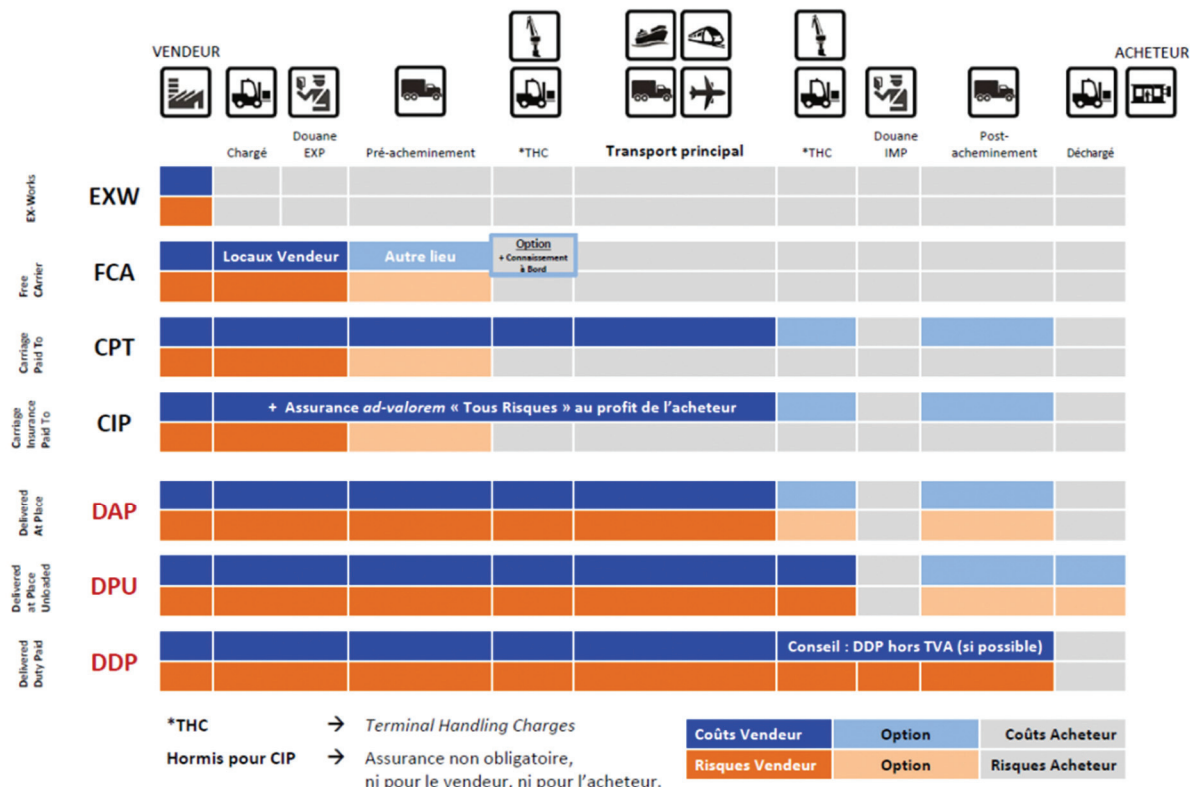 VENDEUR
ACHETEUR
Chargé
Douane
EXP
Pré-acheminement
*THC
Transport principal
*THC
Douane
IMP
Post-
acheminement
Déchargé
EX-Works
EXW
Free
CArrier
FCA
Locaux Vendeur
Autre lieu
Option
+ Connaissement
à Bord
Carriage
Paid To
CPT
Carriage
Insurance
Paid To
CIP
+ Assurance ad-valorem « Tous Risques » au profit de l’acheteur
Delivered
At Place
DAP
Delivered
at Place
Unloaded
DPU
Delivered
Duty Paid
DDP
Conseil : DDP hors TVA (si possible)
*THC → Terminal Handling Charges
Hormis pour CIP → Assurance non obligatoire,
ni pour le vendeur, ni pour l’acheteur.
Coûts Vendeur Option Coûts Acheteur
Risques Vendeur Option Risques Acheteur